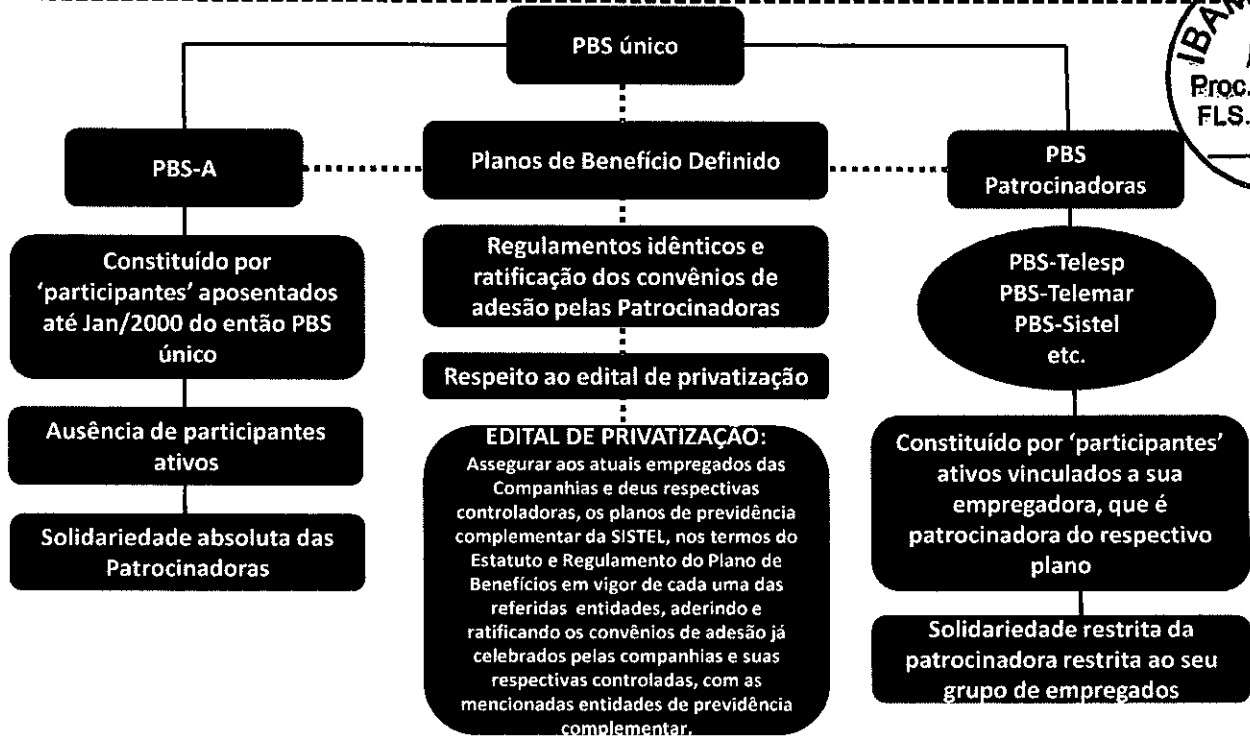 PBS único
IBAM
Proc.
FLS.
PBS-A
Planos de Benefício Definido
PBS
Patrocinadoras
Constituído por
‘participantes’ aposentados
até Jan/2000 do então PBS
único
Ausência de participantes
ativos
Solidariedade absoluta das
Patrocinadoras
Regulamentos idênticos e
ratificação dos convênios de
adesão pelas Patrocinadoras
Respeito ao edital de privatização
EDITAL DE PRIVATIZAÇÃO:
Assegurar aos atuais empregados das
Companhias e deus respectivas
controladoras, os planos de previdência
complementar da SISTEL, nos termos do
Estatuto e Regulamento do Plano de
Benefícios em vigor de cada uma das
referidas entidades, aderindo e
ratificando os convênios de adesão já
celebrados pelas companhias e suas
respectivas controladas, com as
mencionadas entidades de previdência
complementar.
PBS-Telesp
PBS-Telemar
PBS-Sistel
etc.
Constituído por ‘participantes’
ativos vinculados a sua
empregadora, que é
patrocinadora do respectivo
plano
Solidariedade restrita da
patrocinadora restrita ao seu
grupo de empregados